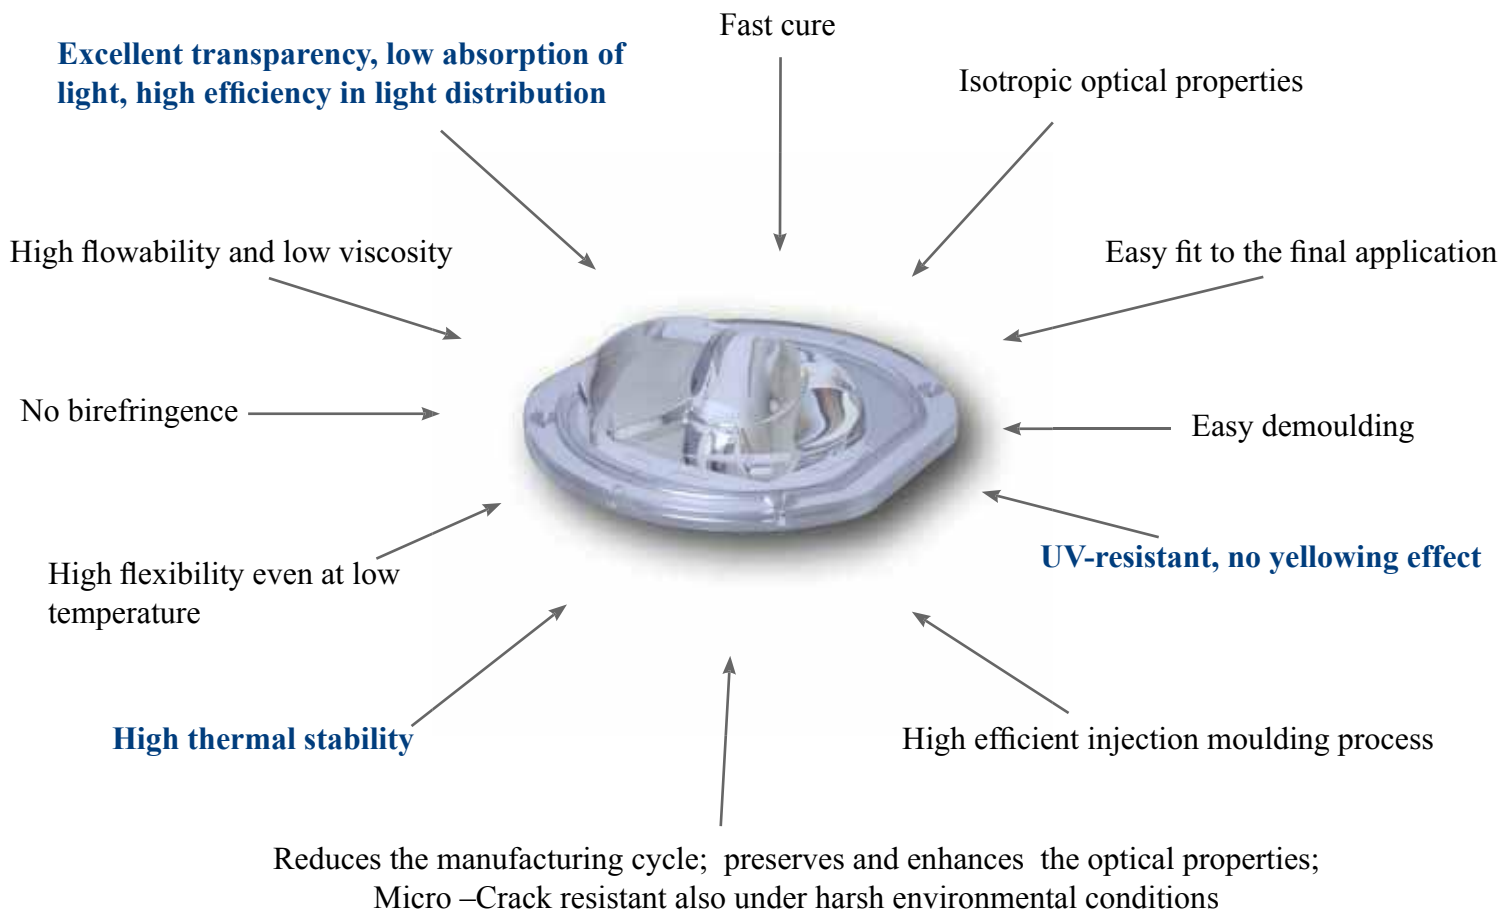 Fast cure
Excellent transparency, low absorption of
light, high efficiency in light distribution
Isotropic optical properties
High flowability and low viscosity
Easy fit to the final application
No birefringence
Easy demoulding
UV-resistant, no yellowing effect
High flexibility even at low
temperature
High thermal stability
High efficient injection moulding process
Reduces the manufacturing cycle;  preserves and enhances  the optical properties;
Micro –Crack resistant also under harsh environmental conditions